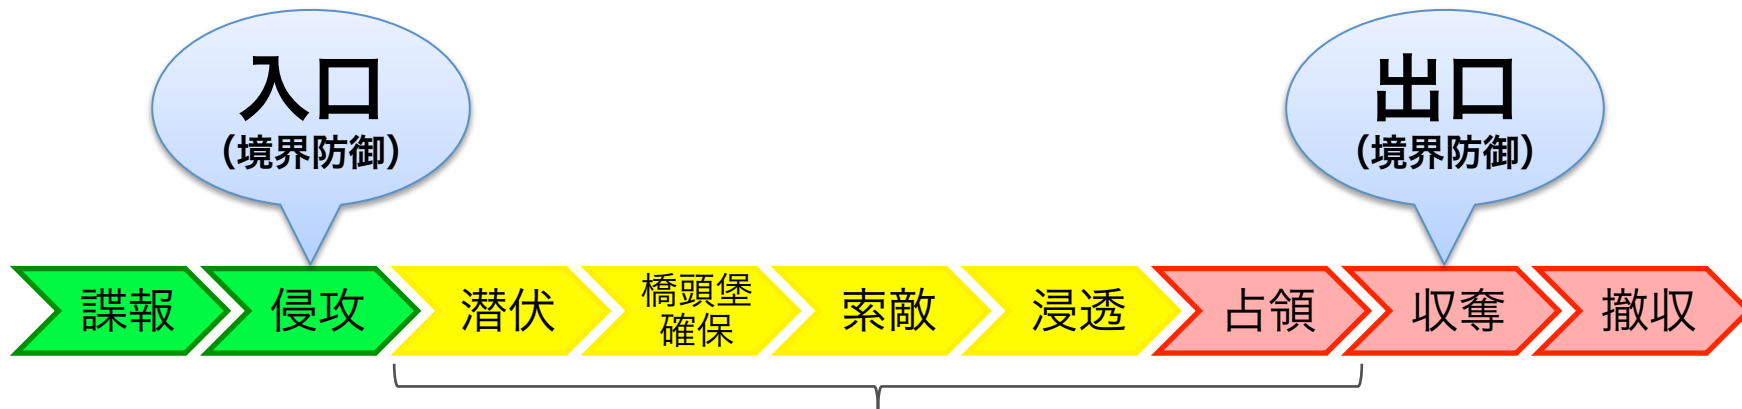 入口
（境界防御）
出口
（境界防御）
諜報
侵攻
潜伏
橋頭堡
確保
索敵
浸透
占領
収奪
撤収